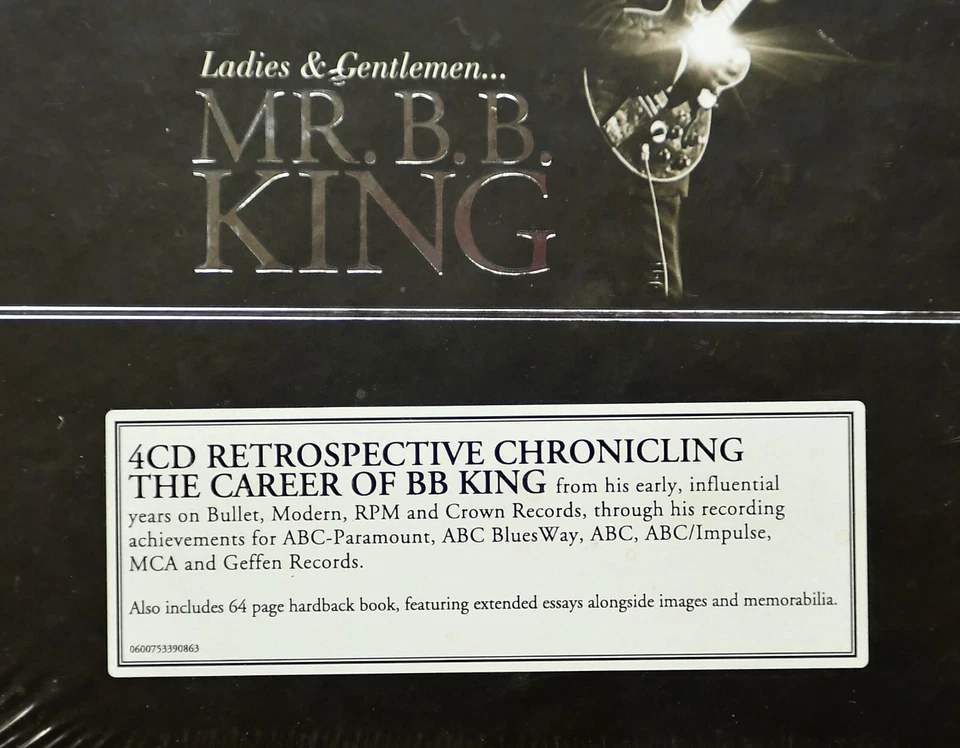 Ladies & Gentlemen...
MR. B.B.
KING
4CD RETROSPECTIVE CHRONICLING
THE CAREER OF BB KING from his early, influential
years on Bullet, Modern, RPM and Crown Records, through his recording
achievements for ABC-Paramount, ABC BluesWay, ABC, ABC/Impulse,
MCA and Geffen Records.
Also includes 64 page hardback book, featuring extended essays alongside images and memorabilia.
0600753390863